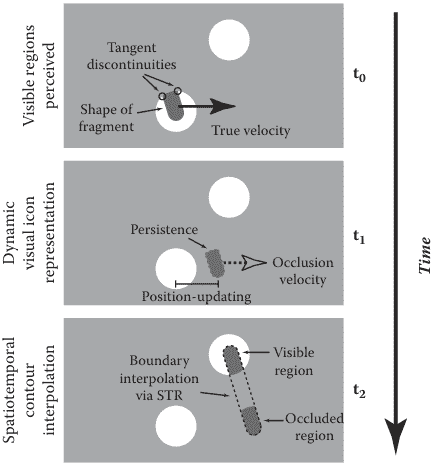 Visible regions
perceived
Tangent
discontinuities
Shape of
fragment
True velocity
t0
Dynamic
visual icon
representation
Persistence
Occlusion
velocity
Position-updating
t1
Time
Spatiotemporal
contour
interpolation
Boundary
interpolation
via STR
Visible
region
Occluded
region
t2